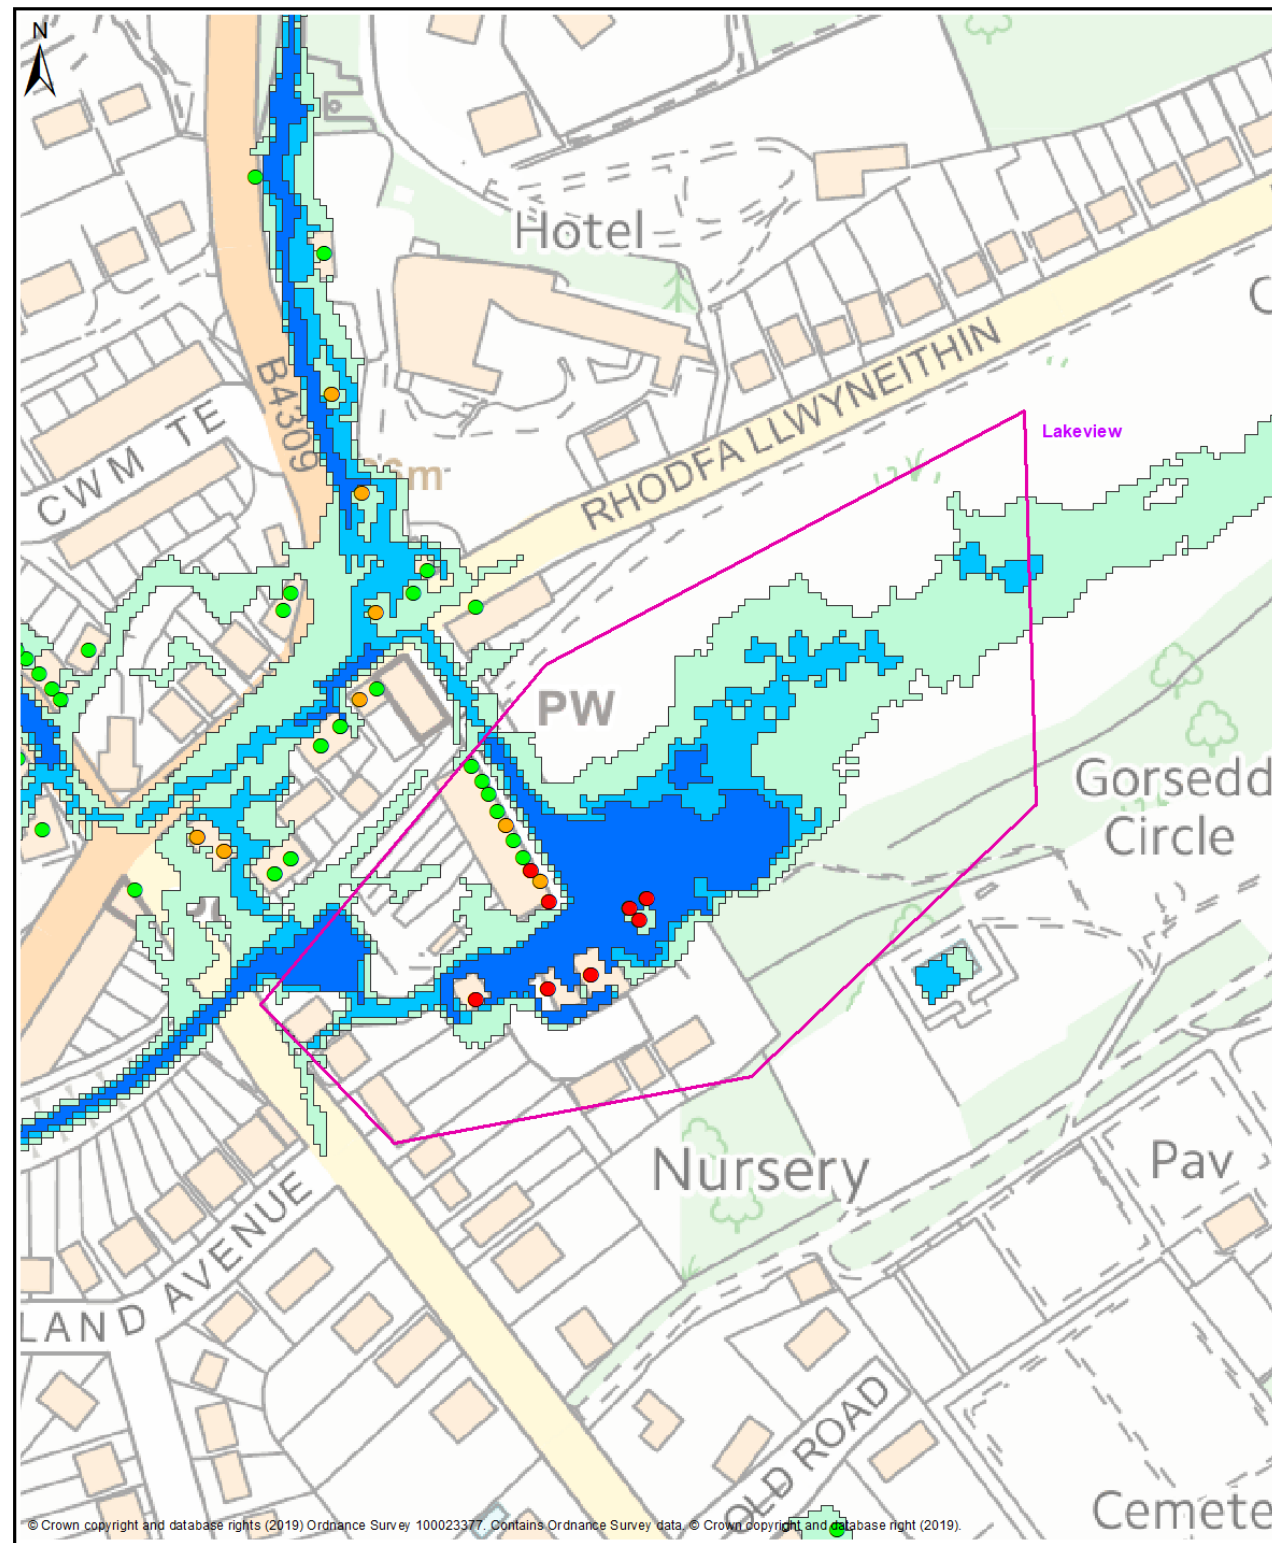 N
Hotel
B4309
CWM TE
RHODFA LLWYNEITHIN
Lakeview
PW
Gorsedd
Circle
Nursery
Pav
LAND AVENUE
OLD ROAD
Cemete
© Crown copyright and database rights (2019) Ordnance Survey 100023377. Contains Ordnance Survey data. © Crown copyright and database right (2019).